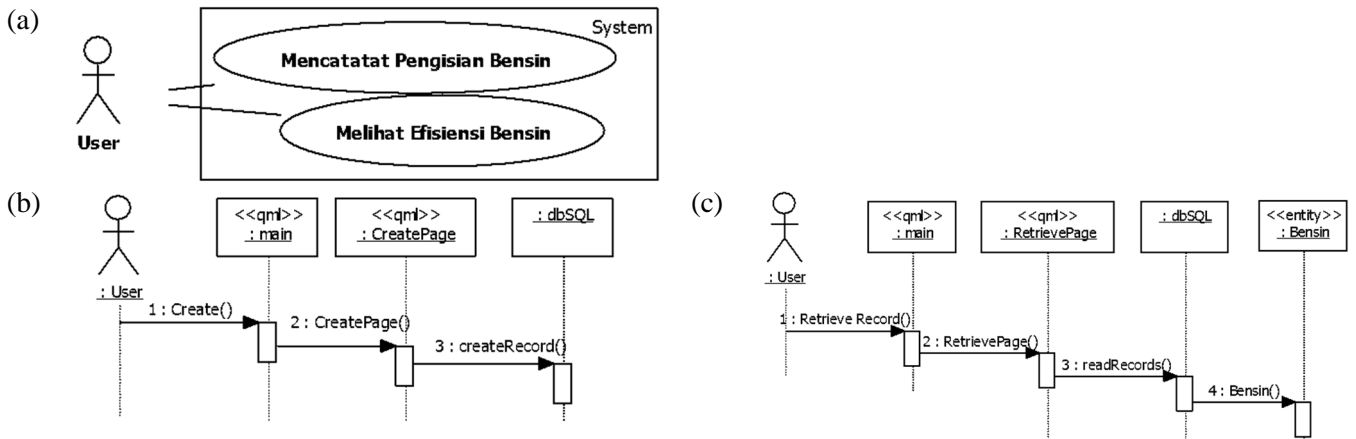 (a)
System
Mencatatat Pengisian Bensin
Melihat Efisiensi Bensin
User
(b)
<<qml>>
: main
<<qml>>
: CreatePage
: dbSQL
: User
1 : Create()
2 : CreatePage()
3 : createRecord()
(c)
<<qml>>
: main
<<qml>>
: RetrievePage
: dbSQL
<<entity>>
: Bensin
: User
1 : Retrieve Record()
2 : RetrievePage()
3 : readRecords()
4 : Bensin()